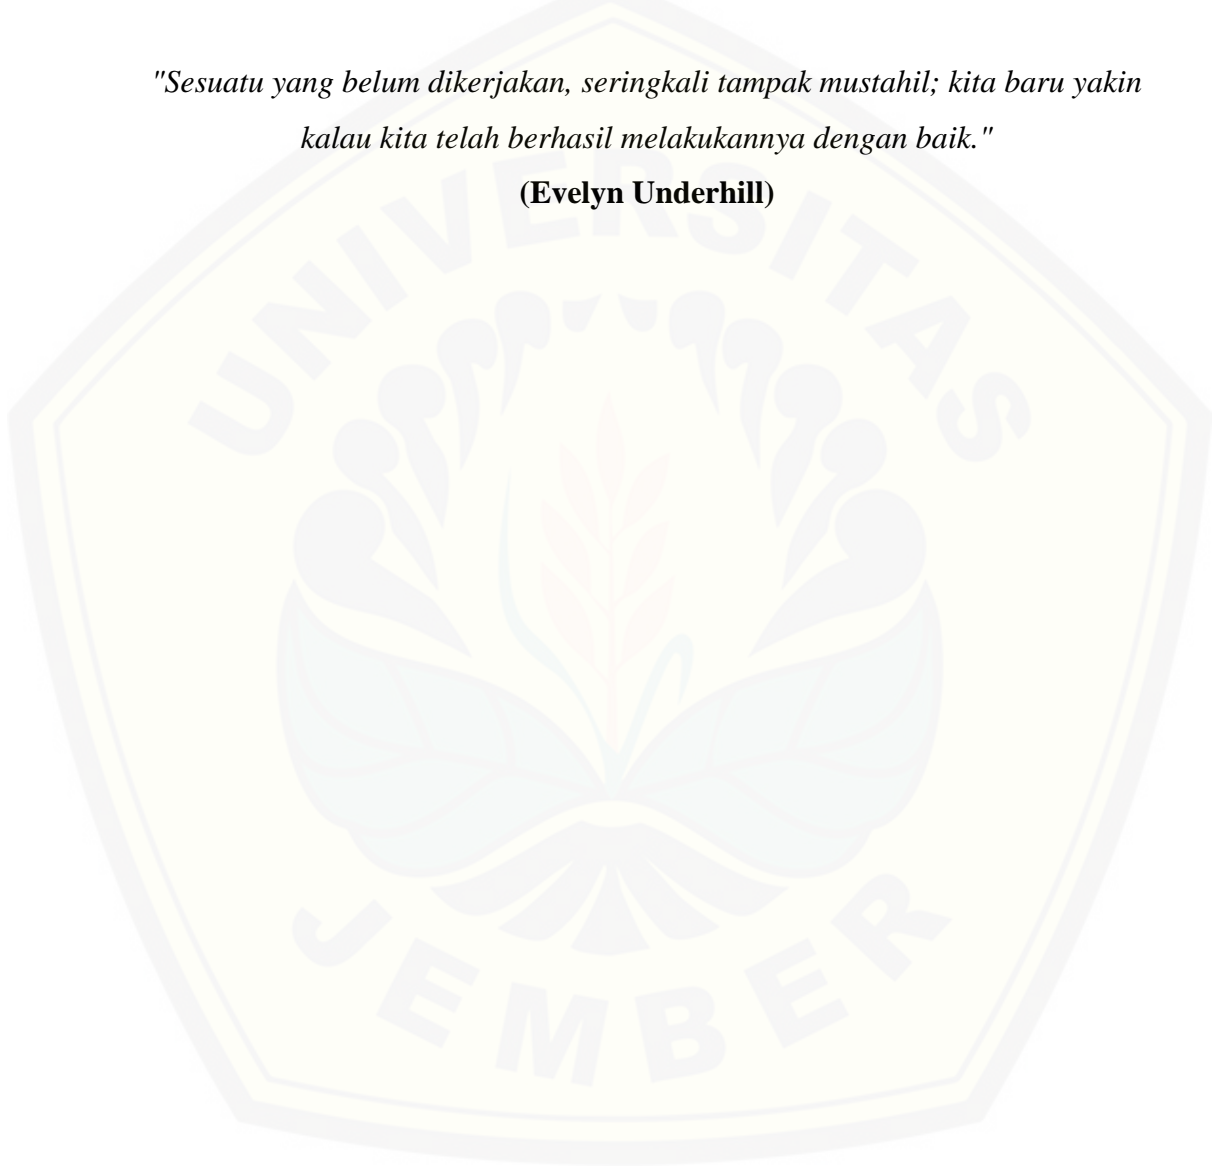 "Sesuatu yang belum dikerjakan, seringkali tampak mustahil; kita baru yakin
kalau kita telah berhasil melakukannya dengan baik."
(Evelyn Underhill)
UNIVERSITAS
JEMBER